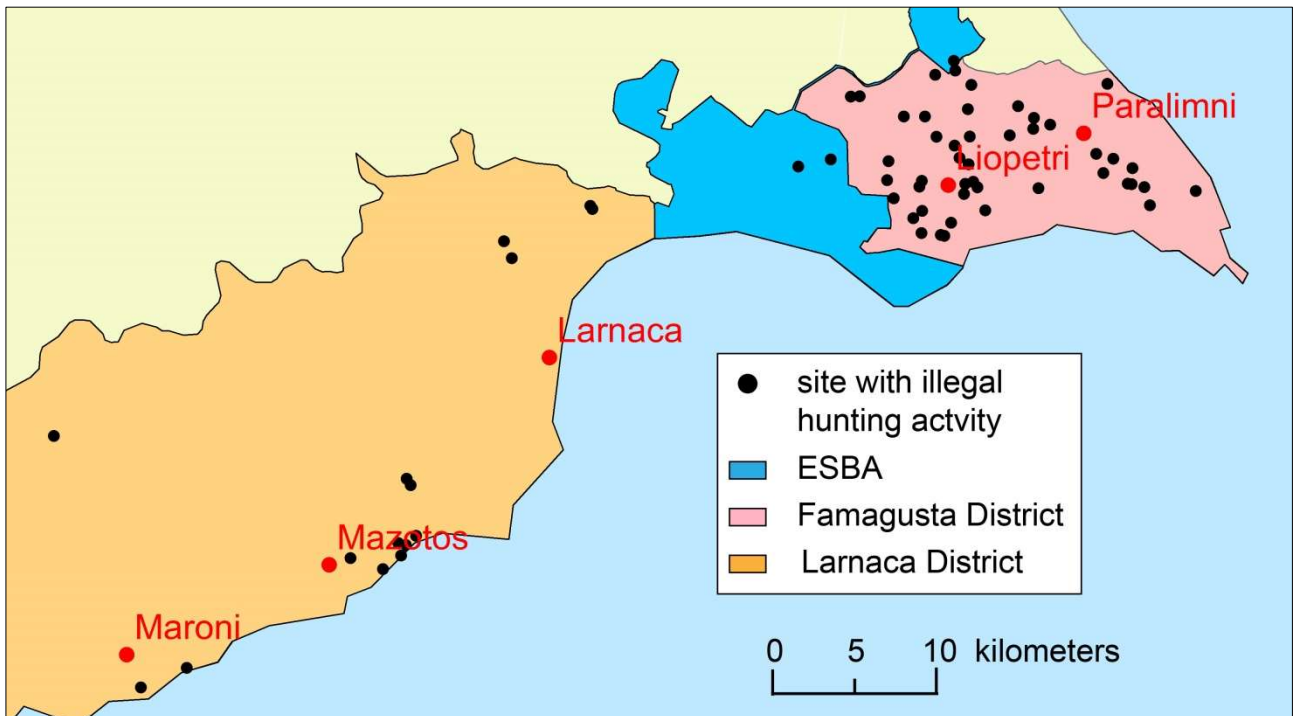 Paralimni
Liopetri
Larnaca
Mazotos
Maroni
site with illegal
hunting actvity
ESBA
Famagusta District
Larnaca District
0 5 10 kilometers